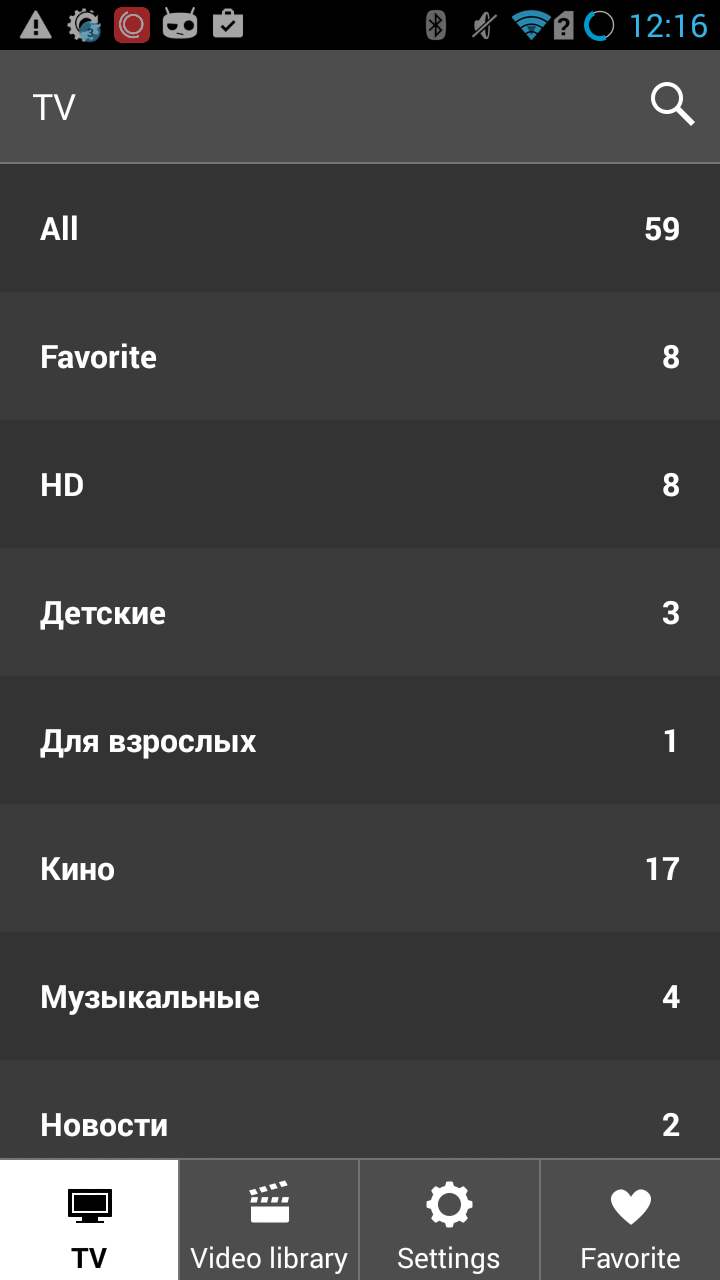 12:16
TV
All 59
Favorite 8
HD 8
Детские 3
Для взрослых 1
Кино 17
Музыкальные 4
Новости 2
TV Video library Settings Favorite